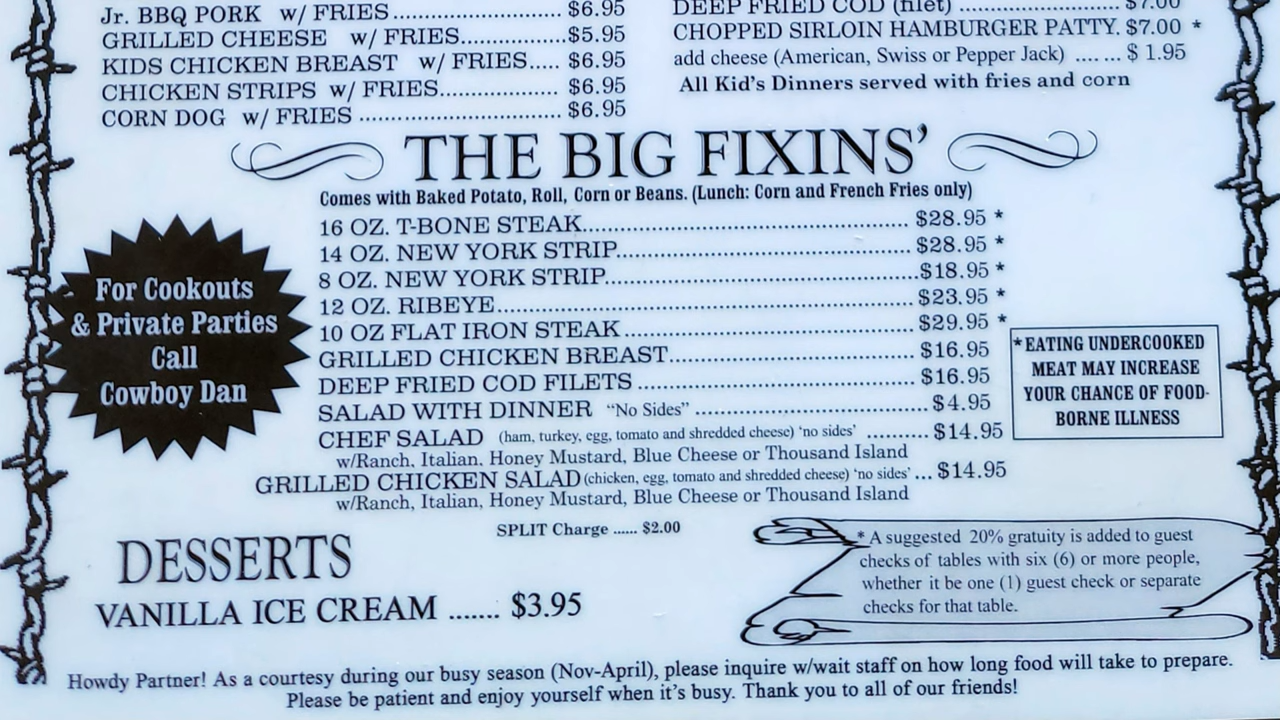 Jr. BBQ PORK w/ FRIES .............................. $6.95
GRILLED CHEESE w/ FRIES...................$5.95
KIDS CHICKEN BREAST w/ FRIES..... $6.95
CHICKEN STRIPS w/ FRIES..................... $6.95
CORN DOG w/ FRIES ................................... $6.95
DEEP FRIED COD (filet) ............................ $7.00
CHOPPED SIRLOIN HAMBURGER PATTY. $7.00 *
add cheese (American, Swiss or Pepper Jack) .... ... $ 1.95
All Kid's Dinners served with fries and corn
THE BIG FIXINS'
Comes with Baked Potato, Roll, Corn or Beans. (Lunch: Corn and French Fries only)
16 OZ. T-BONE STEAK.......................................................... $28.95 *
14 OZ. NEW YORK STRIP.................................................... $28.95 *
8 OZ. NEW YORK STRIP.......................................................$18.95 *
12 OZ. RIBEYE......................................................................... $23.95 *
10 OZ FLAT IRON STEAK................................................... $29.95 *
GRILLED CHICKEN BREAST........................................... $16.95
DEEP FRIED COD FILETS ................................................ $16.95
SALAD WITH DINNER "No Sides" ........................................ $4.95
CHEF SALAD (ham, turkey, egg, tomato and shredded cheese) 'no sides' .......... $14.95
w/Ranch, Italian, Honey Mustard, Blue Cheese or Thousand Island
GRILLED CHICKEN SALAD (chicken, egg, tomato and shredded cheese) 'no sides' ... $14.95
w/Ranch, Italian, Honey Mustard, Blue Cheese or Thousand Island
SPLIT Charge ...... $2.00
For Cookouts
& Private Parties
Call
Cowboy Dan
* EATING UNDERCOOKED
MEAT MAY INCREASE
YOUR CHANCE OF FOOD-
BORNE ILLNESS
DESSERTS
VANILLA ICE CREAM ....... $3.95
* A suggested 20% gratuity is added to guest
checks of tables with six (6) or more people,
whether it be one (1) guest check or separate
checks for that table.
Howdy Partner! As a courtesy during our busy season (Nov-April), please inquire w/wait staff on how long food will take to prepare.
Please be patient and enjoy yourself when it's busy. Thank you to all of our friends!